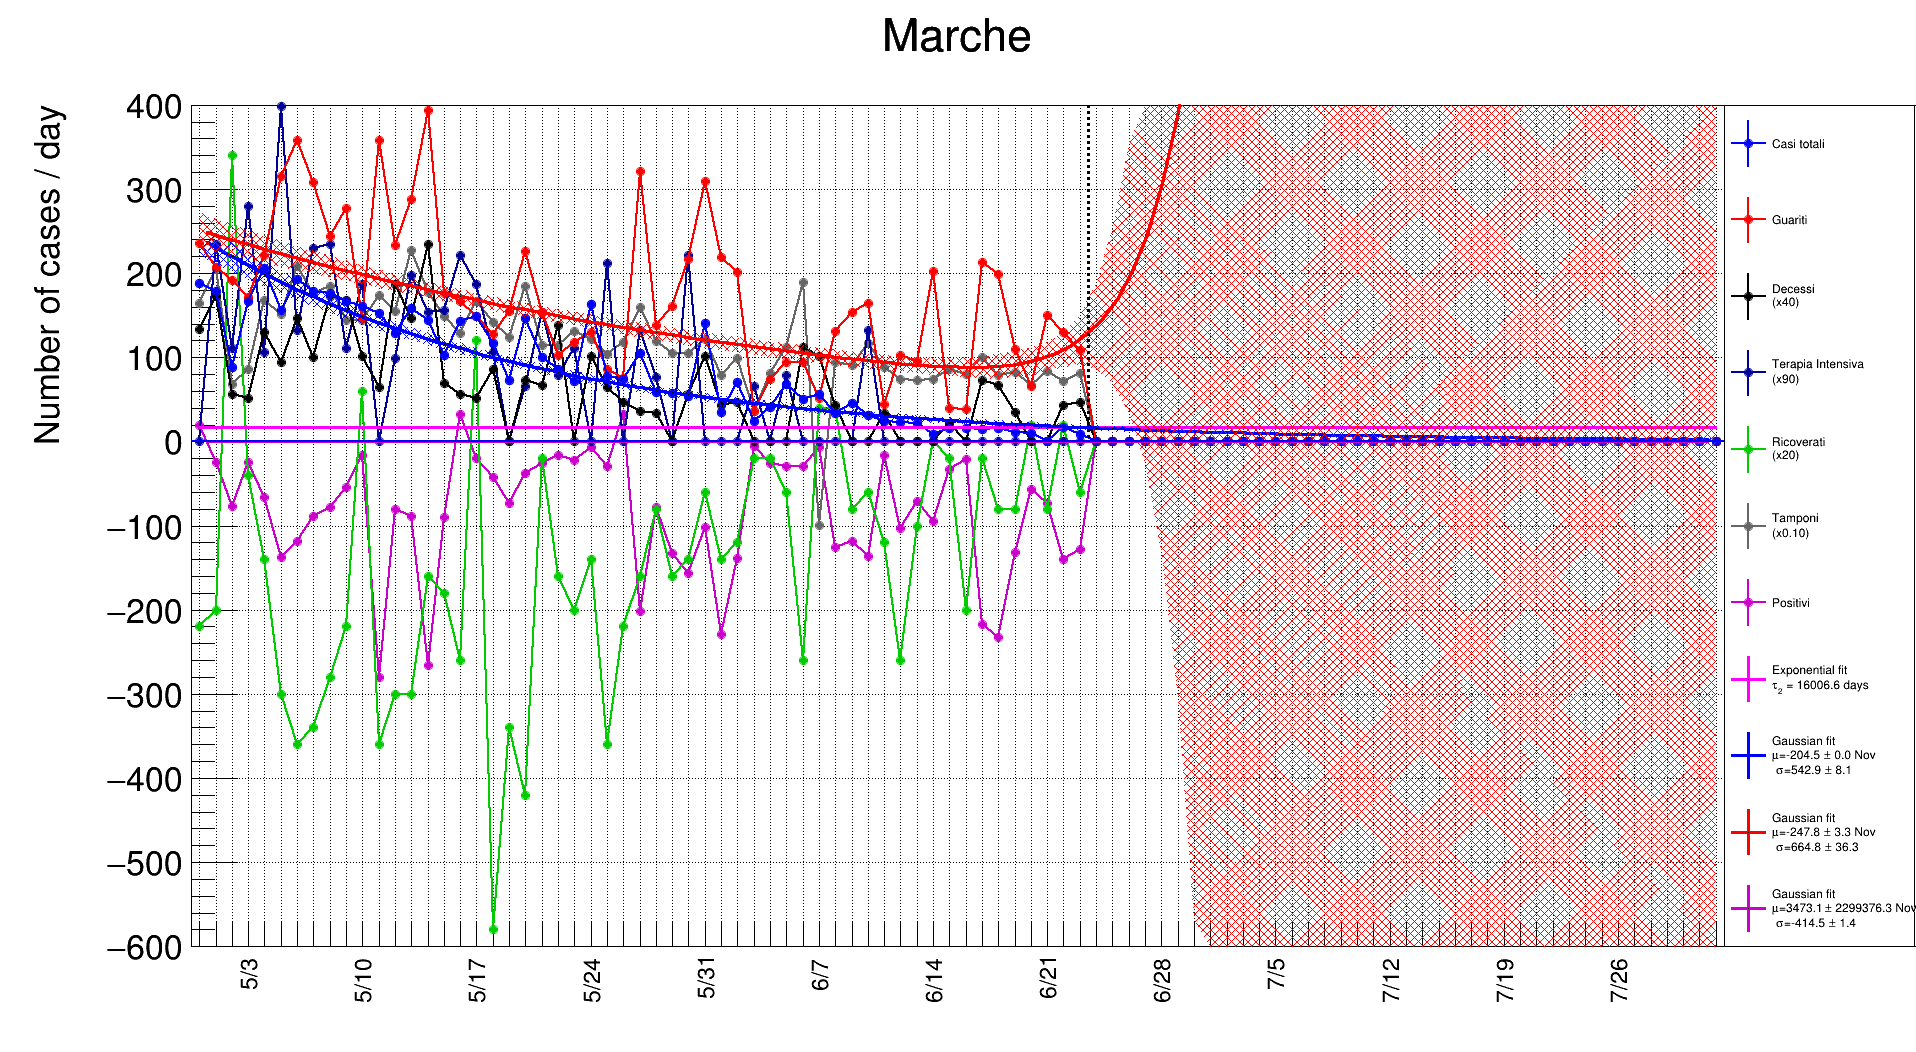 Marche
Number of cases / day
400
300
200
100
0
−100
−200
−300
−400
−500
−600
5/3
5/10
5/17
5/24
5/31
6/7
6/14
6/21
6/28
7/5
7/12
7/19
7/26
Casi totali
Guariti
Decessi
(x40)
Terapia Intensiva
(x90)
Ricoverati
(x20)
Tamponi
(x0.10)
Positivi
Exponential fit
τ2 = 16006.6 days
Gaussian fit
μ=-204.5 ± 0.0 Nov
σ=542.9 ± 8.1
Gaussian fit
μ=-247.8 ± 3.3 Nov
σ=664.8 ± 36.3
Gaussian fit
μ=3473.1 ± 2299376.3 Nov
σ=-414.5 ± 1.4